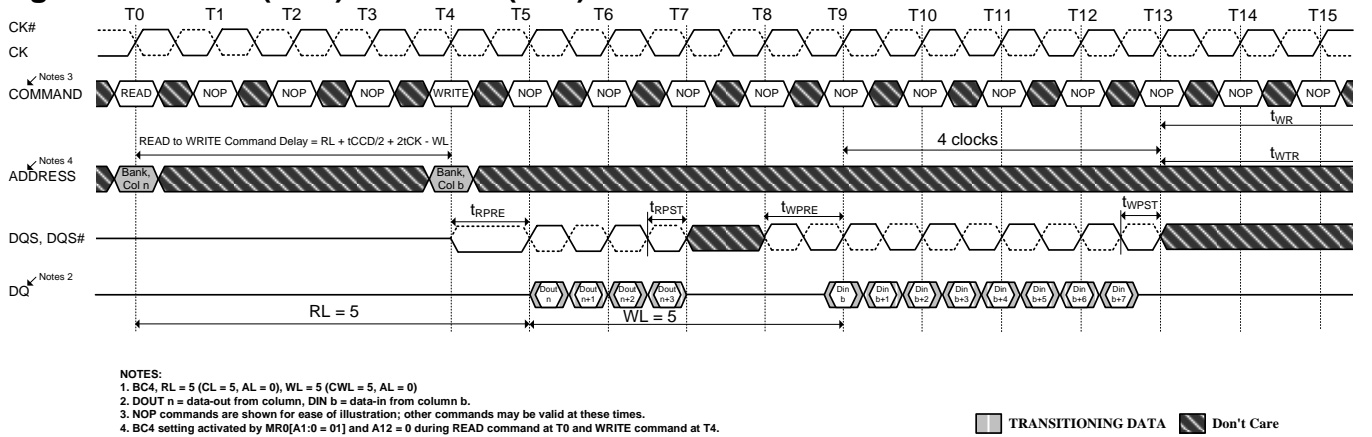 T0 T1 T2 T3 T4 T5 T6 T7 T8 T9 T10 T11 T12 T13 T14 T15
CK#
CK
Notes 3
COMMAND READ NOP NOP NOP WRITE NOP NOP NOP NOP NOP NOP NOP NOP NOP NOP NOP
tWR
READ to WRITE Command Delay = RL + tCCD/2 + 2tCK - WL
4 clocks
tWTR
Notes 4
ADDRESS
Bank, Col n
Bank, Col b
tRPRE tRPST tWPRE tWPST
DQS, DQS#
Notes 2
DQ
Dout n
Dout n+1
Dout n+2
Dout n+3
Din b
Din b+1
Din b+2
Din b+3
Din b+4
Din b+5
Din b+6
Din b+7
RL = 5 WL = 5
NOTES:
1. BC4, RL = 5 (CL = 5, AL = 0), WL = 5 (CWL = 5, AL = 0)
2. DOUT n = data-out from column, DIN b = data-in from column b.
3. NOP commands are shown for ease of illustration; other commands may be valid at these times.
4. BC4 setting activated by MR0[A1:0 = 01] and A12 = 0 during READ command at T0 and WRITE command at T4.
TRANSITIONING DATA Don't Care